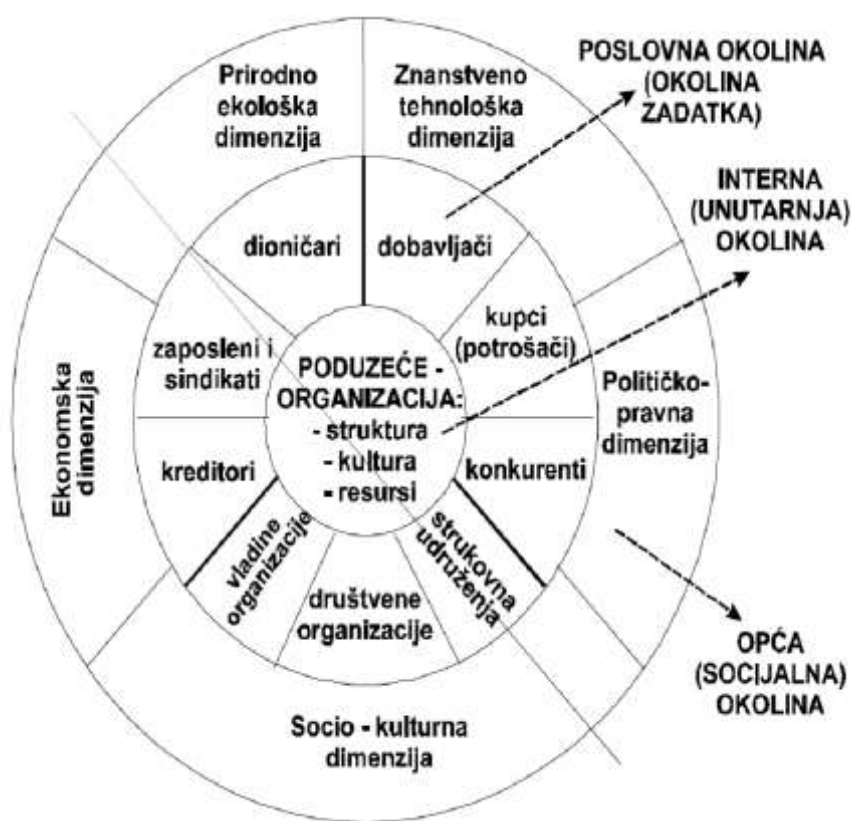 Prirodno
ekološka
dimenzija
Znanstveno
tehnološka
dimenzija
POSLOVNA OKOLINA
(OKOLINA
ZADATKA)
INTERNA
(UNUTARNJA)
OKOLINA
dioničari
dobavljači
kupci
(potrošači)
zaposleni i
sindikati
PODUZEĆE -
ORGANIZACIJA:
- struktura
- kultura
- resursi
Političko-
pravna
dimenzija
Ekonomska
dimenzija
kreditori
konkurenti
vladine
organizacije
društvene
organizacije
strukovna
udruženja
OPĆA
(SOCIJALNA)
OKOLINA
Socio - kulturna
dimenzija